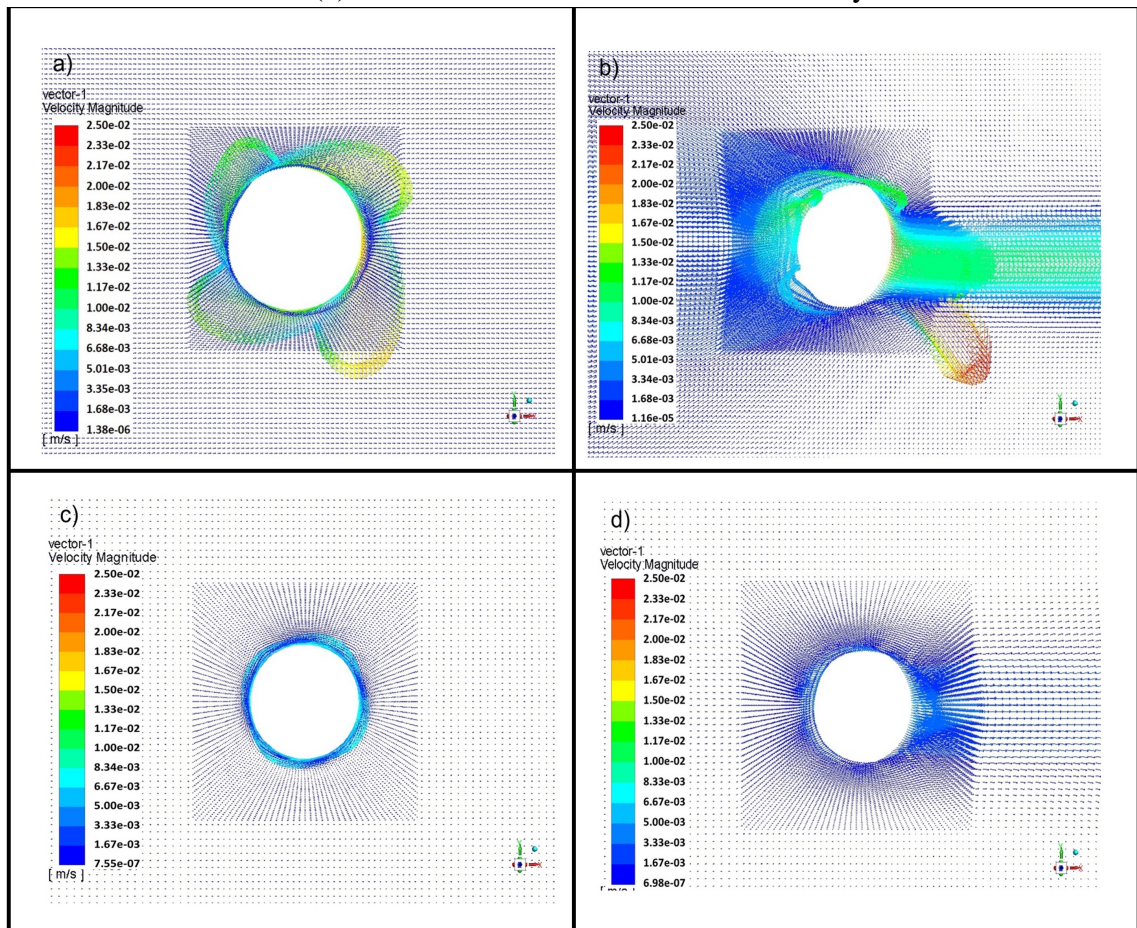 a)
vector-1
Velocity Magnitude
2.50e-02
2.33e-02
2.17e-02
2.00e-02
1.83e-02
1.67e-02
1.50e-02
1.33e-02
1.17e-02
1.00e-02
8.34e-03
6.68e-03
5.01e-03
3.35e-03
1.68e-03
1.38e-06
[ m/s ]
b)
vector-1
Velocity Magnitude
2.50e-02
2.33e-02
2.17e-02
2.00e-02
1.83e-02
1.67e-02
1.50e-02
1.33e-02
1.17e-02
1.00e-02
8.34e-03
6.68e-03
5.01e-03
3.34e-03
1.68e-03
1.16e-05
[ m/s ]
c)
vector-1
Velocity Magnitude
2.50e-02
2.33e-02
2.17e-02
2.00e-02
1.83e-02
1.67e-02
1.50e-02
1.33e-02
1.17e-02
1.00e-02
8.34e-03
6.67e-03
5.00e-03
3.33e-03
1.67e-03
7.55e-07
[ m/s ]
d)
vector-1
Velocity Magnitude
2.50e-02
2.33e-02
2.17e-02
2.00e-02
1.83e-02
1.67e-02
1.50e-02
1.33e-02
1.17e-02
1.00e-02
8.33e-03
6.67e-03
5.00e-03
3.33e-03
1.67e-03
6.98e-07